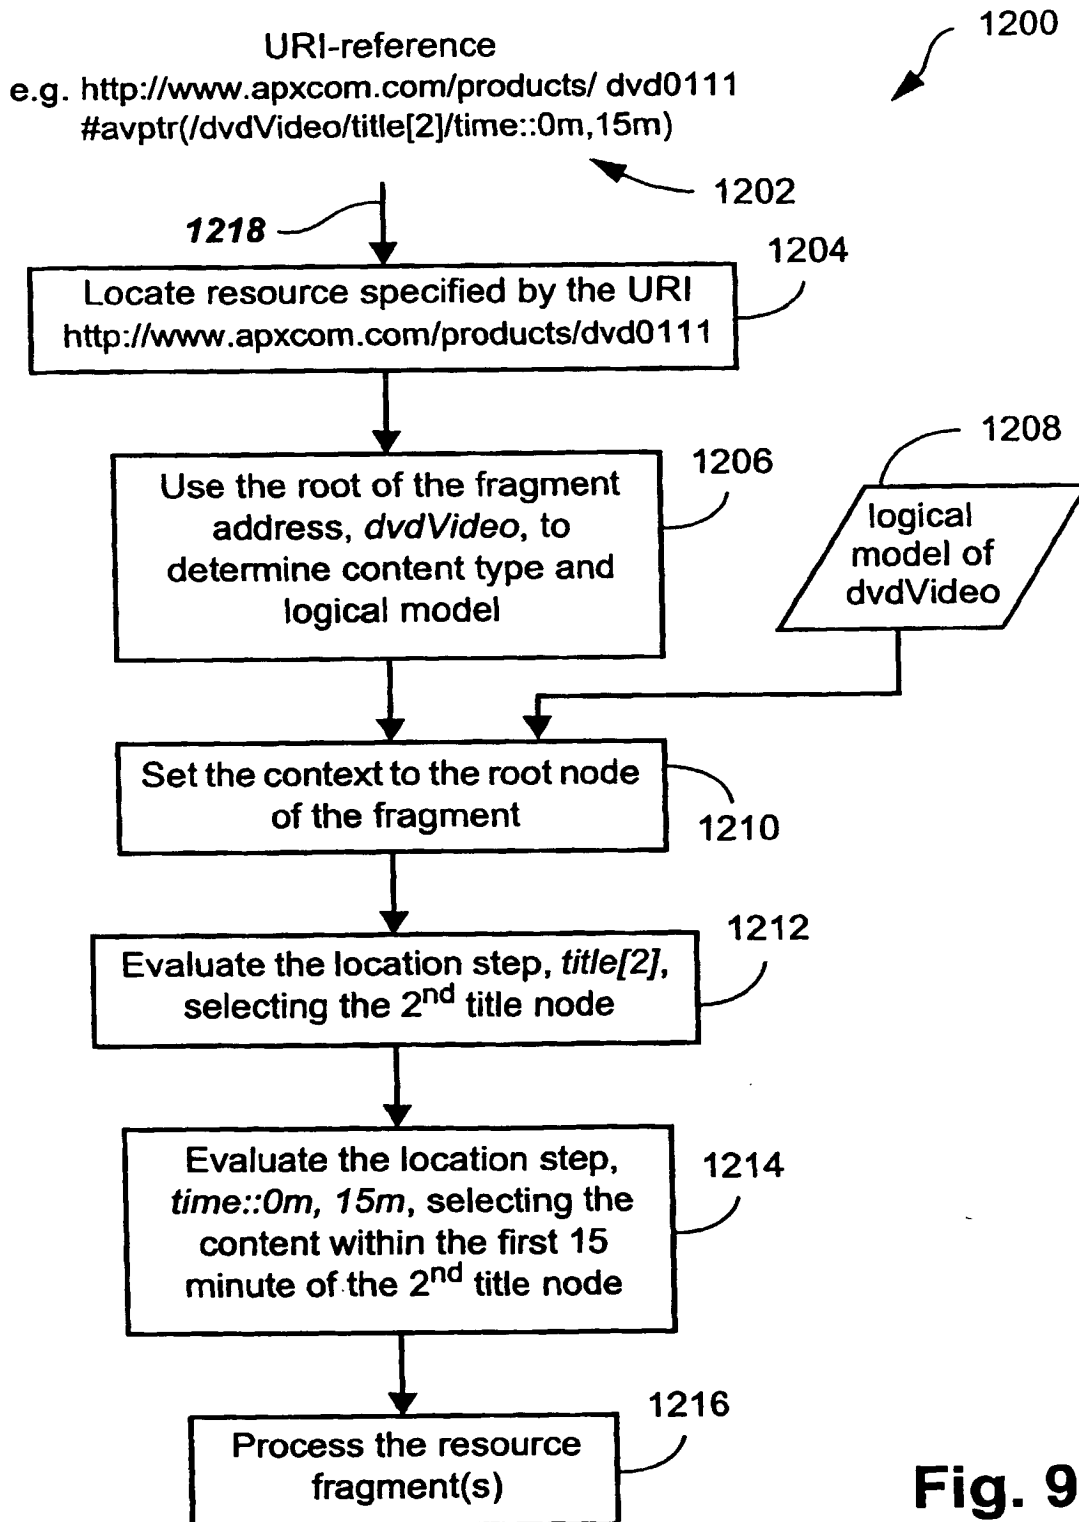 1200
URI-reference
e.g. http://www.apxcom.com/products/ dvd0111
#avptr(/dvdVideo/title[2]/time::0m,15m)
1202
1218
1204
Locate resource specified by the URI
http://www.apxcom.com/products/dvd0111
1206
Use the root of the fragment
address, dvdVideo, to
determine content type and
logical model
1208
logical
model of
dvdVideo
Set the context to the root node
of the fragment
1210
1212
Evaluate the location step, title[2],
selecting the 2nd title node
1214
Evaluate the location step,
time::0m, 15m, selecting the
content within the first 15
minute of the 2nd title node
1216
Process the resource
fragment(s)
Fig. 9